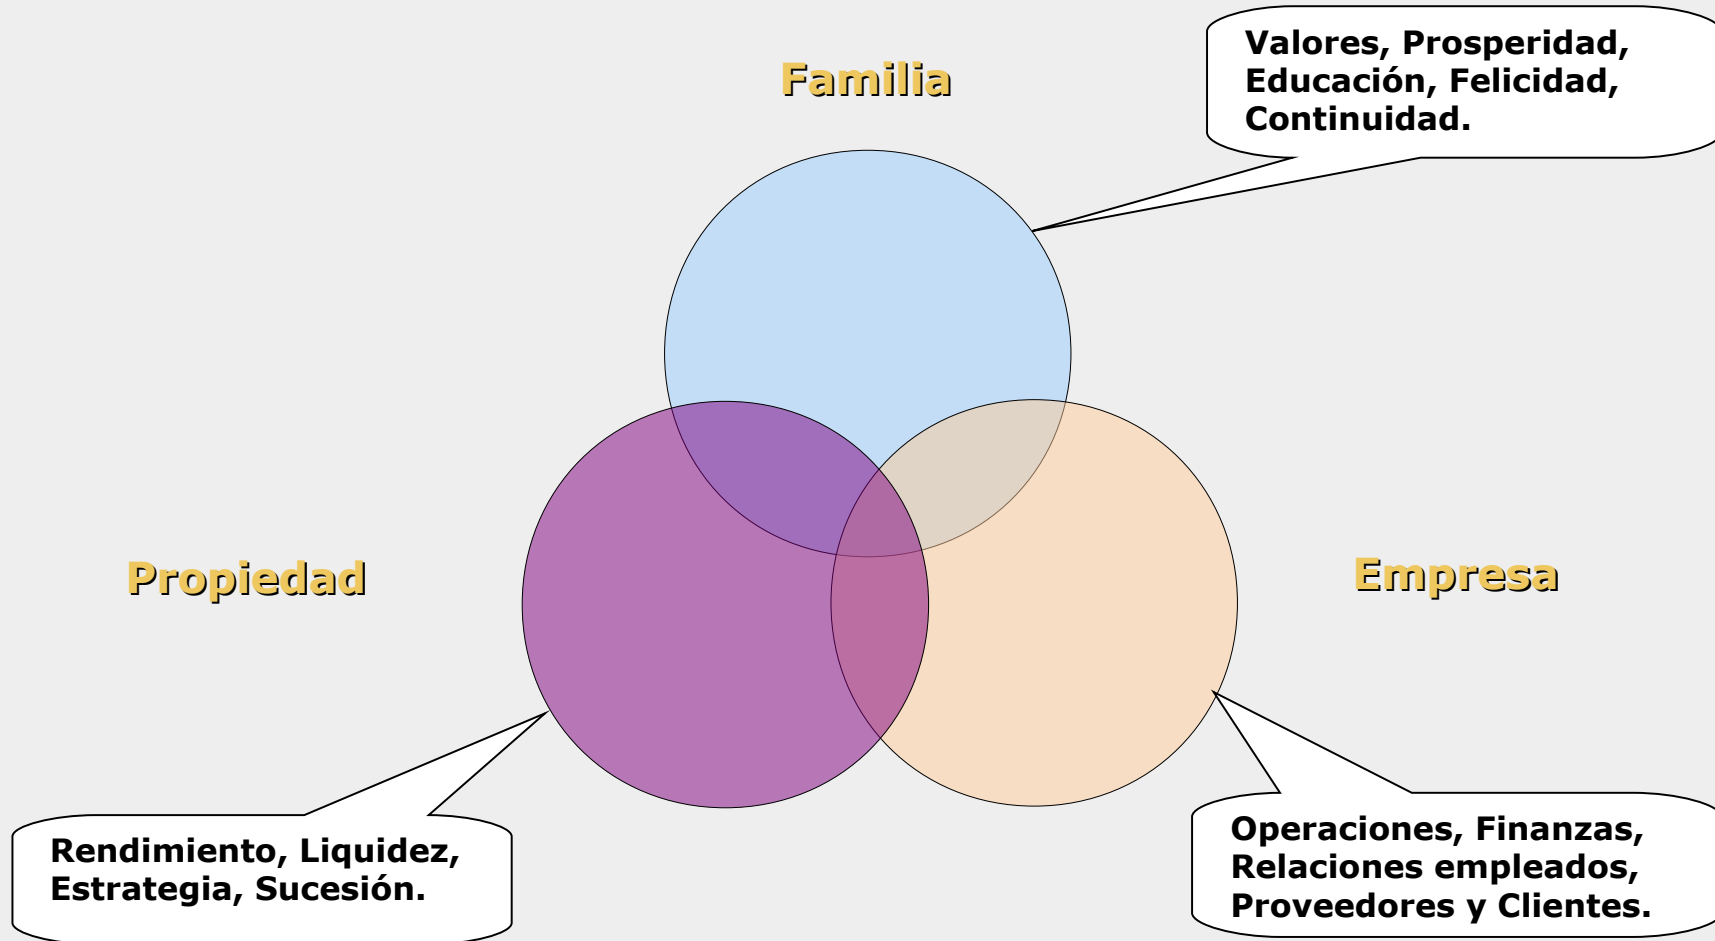 Familia
Valores, Prosperidad,
Educación, Felicidad,
Continuidad.
Propiedad
Empresa
Rendimiento, Liquidez,
Estrategia, Sucesión.
Operaciones, Finanzas,
Relaciones empleados,
Proveedores y Clientes.